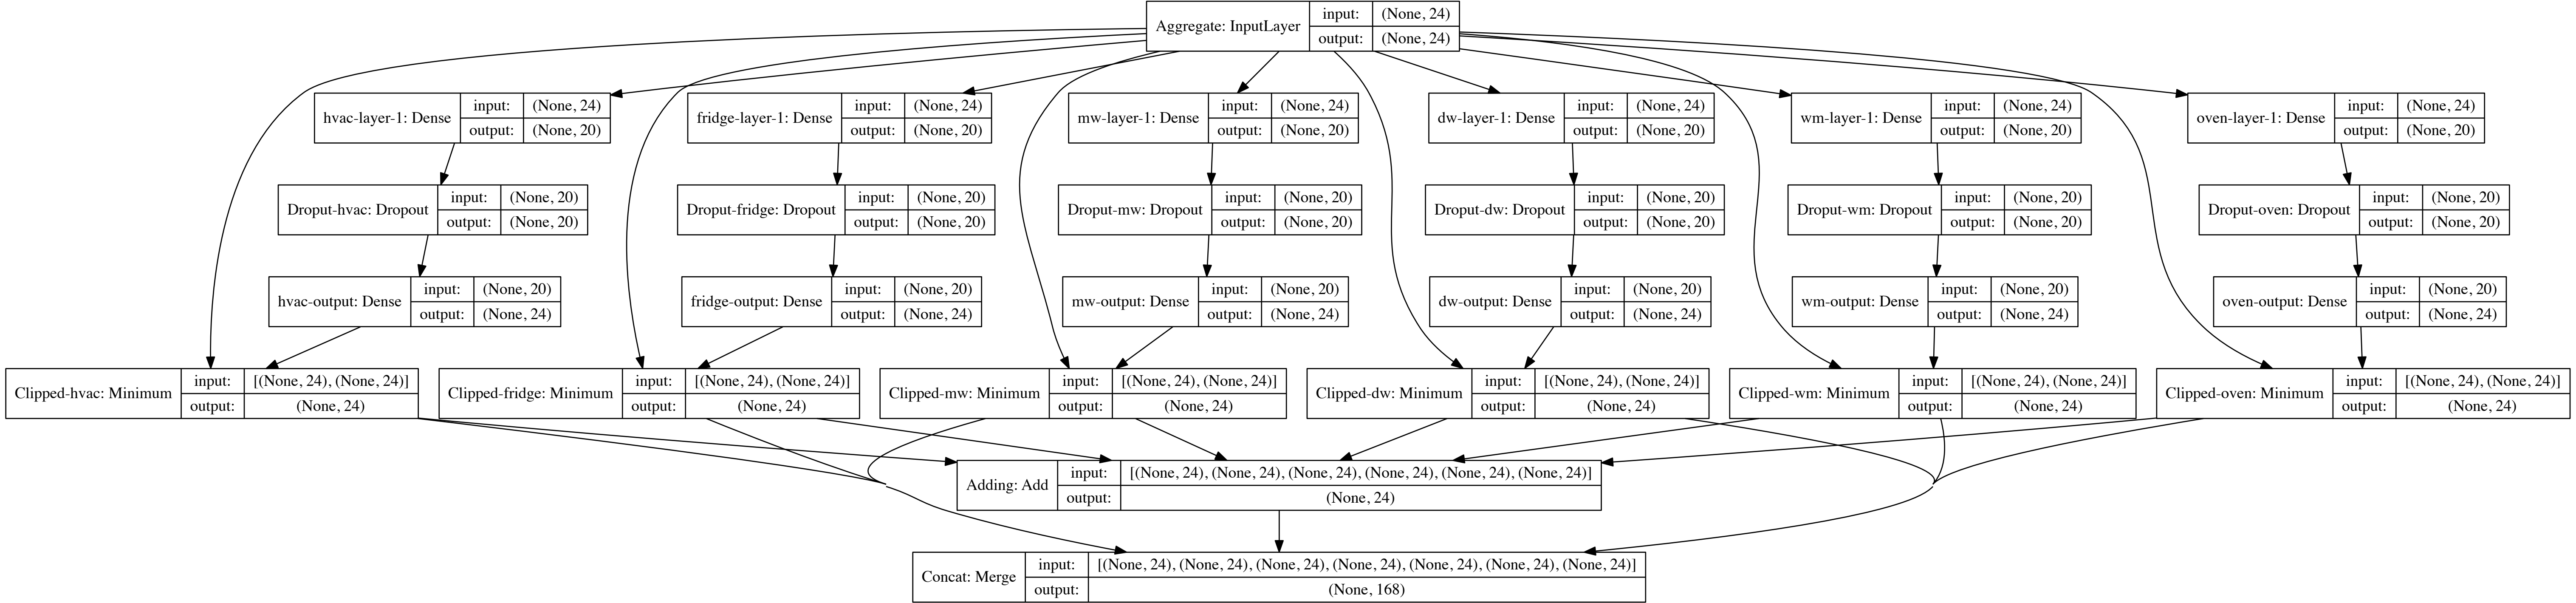 Aggregate: InputLayer input: (None, 24)
output: (None, 24)
hvac-layer-1: Dense input: (None, 24)
output: (None, 20)
fridge-layer-1: Dense input: (None, 24)
output: (None, 20)
mw-layer-1: Dense input: (None, 24)
output: (None, 20)
dw-layer-1: Dense input: (None, 24)
output: (None, 20)
wm-layer-1: Dense input: (None, 24)
output: (None, 20)
oven-layer-1: Dense input: (None, 24)
output: (None, 20)
Droput-hvac: Dropout input: (None, 20)
output: (None, 20)
Droput-fridge: Dropout input: (None, 20)
output: (None, 20)
Droput-mw: Dropout input: (None, 20)
output: (None, 20)
Droput-dw: Dropout input: (None, 20)
output: (None, 20)
Droput-wm: Dropout input: (None, 20)
output: (None, 20)
Droput-oven: Dropout input: (None, 20)
output: (None, 20)
hvac-output: Dense input: (None, 20)
output: (None, 24)
fridge-output: Dense input: (None, 20)
output: (None, 24)
mw-output: Dense input: (None, 20)
output: (None, 24)
dw-output: Dense input: (None, 20)
output: (None, 24)
wm-output: Dense input: (None, 20)
output: (None, 24)
oven-output: Dense input: (None, 20)
output: (None, 24)
Clipped-hvac: Minimum input: [(None, 24), (None, 24)]
output: (None, 24)
Clipped-fridge: Minimum input: [(None, 24), (None, 24)]
output: (None, 24)
Clipped-mw: Minimum input: [(None, 24), (None, 24)]
output: (None, 24)
Clipped-dw: Minimum input: [(None, 24), (None, 24)]
output: (None, 24)
Clipped-wm: Minimum input: [(None, 24), (None, 24)]
output: (None, 24)
Clipped-oven: Minimum input: [(None, 24), (None, 24)]
output: (None, 24)
Adding: Add input: [(None, 24), (None, 24), (None, 24), (None, 24), (None, 24), (None, 24)]
output: (None, 24)
Concat: Merge input: [(None, 24), (None, 24), (None, 24), (None, 24), (None, 24), (None, 24), (None, 24)]
output: (None, 168)